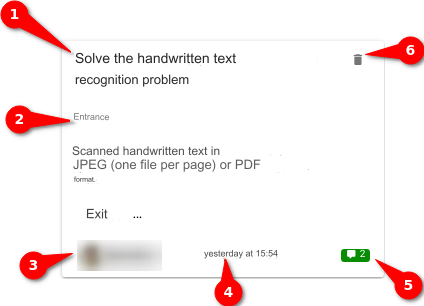 1
Solve the handwritten text
6
recognition problem
2
Entrance
Scanned handwritten text in
JPEG (one file per page) or PDF
format.
Exit ...
3
yesterday at 15:54
2
4
5